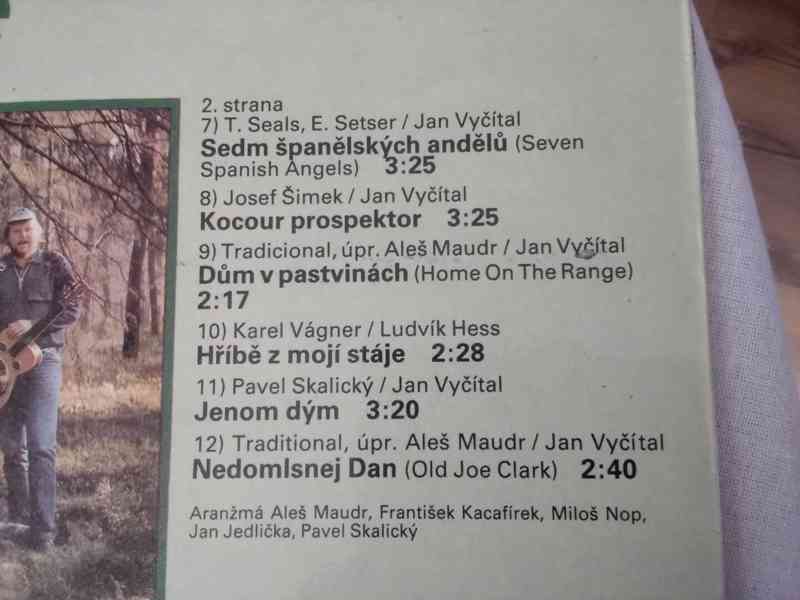 2. strana
7) T. Seals, E. Setser / Jan Vyčítal
Sedm španělských andělů (Seven
Spanish Angels) 3:25
8) Josef Šimek / Jan Vyčítal
Kocour prospektor 3:25
9) Tradicional, úpr. Aleš Maudr / Jan Vyčítal
Dům v pastvinách (Home On The Range)
2:17
10) Karel Vágner / Ludvík Hess
Hříbě z mojí stáje 2:28
11) Pavel Skalický / Jan Vyčítal
Jenom dým 3:20
12) Traditional, úpr. Aleš Maudr / Jan Vyčítal
Nedomlsnej Dan (Old Joe Clark) 2:40
Aranžmá Aleš Maudr, František Kacafírek, Miloš Nop,
Jan Jedlička, Pavel Skalický